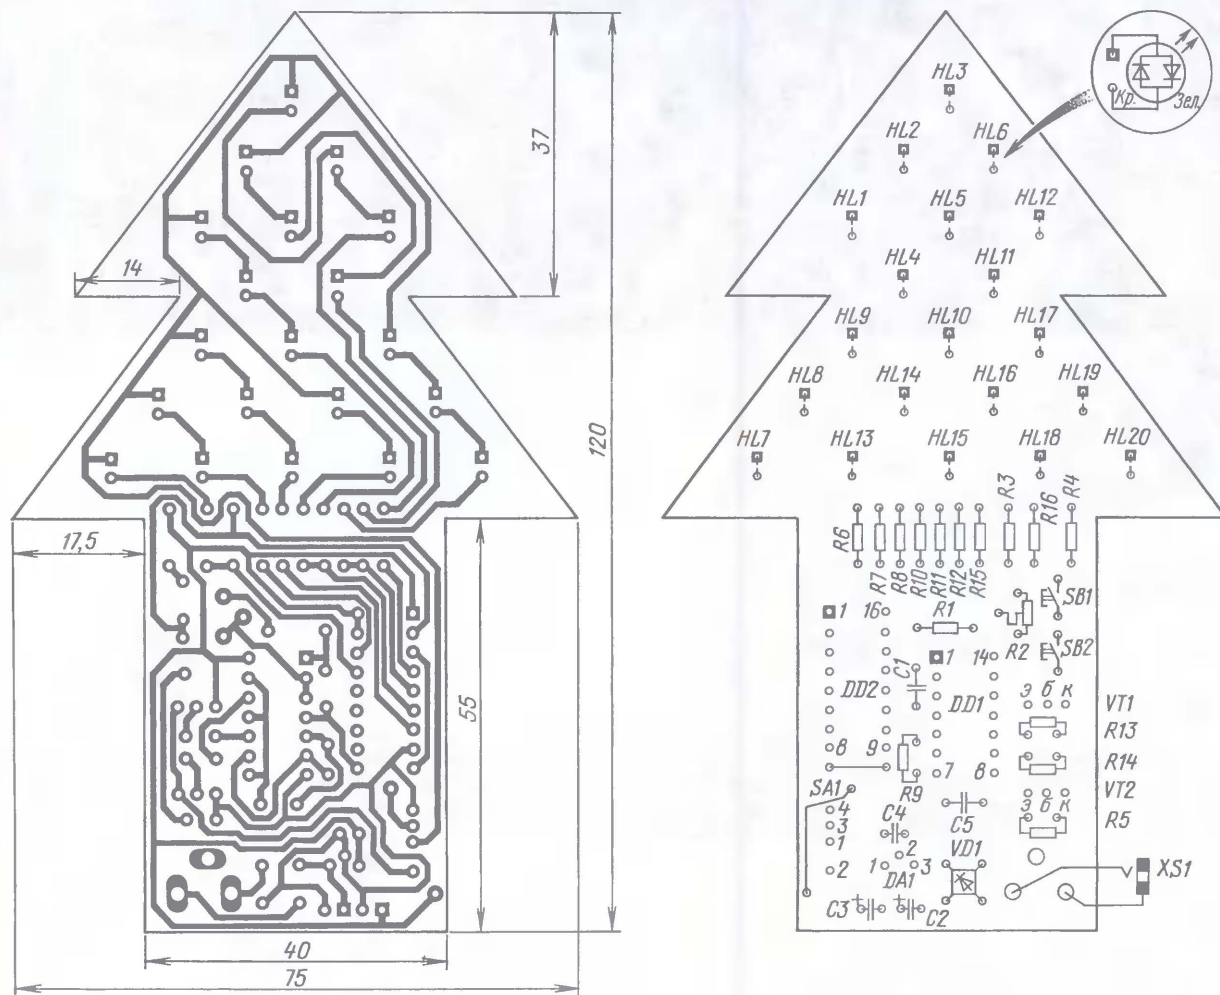 37
14
120
17,5
55
40
75
HL3
Кр.
Зел.
HL2
HL6
HL1
HL5
HL12
HL4
HL11
HL9
HL10
HL17
HL8
HL14
HL16
HL19
HL7
HL13
HL15
HL18
HL20
R6
R7
R8
R10
R11
R12
R15
R3
R16
R4
1
16
R1
R2
SB1
SB2
1
14
C1
DD2
DD1
э б к
VT1
R13
8
9
7
8
R14
SA1
R9
VT2
э б к
4
3
1
2
C4
C5
R5
2
1
3
VD1
DA1
XS1
C3
+
+
C2